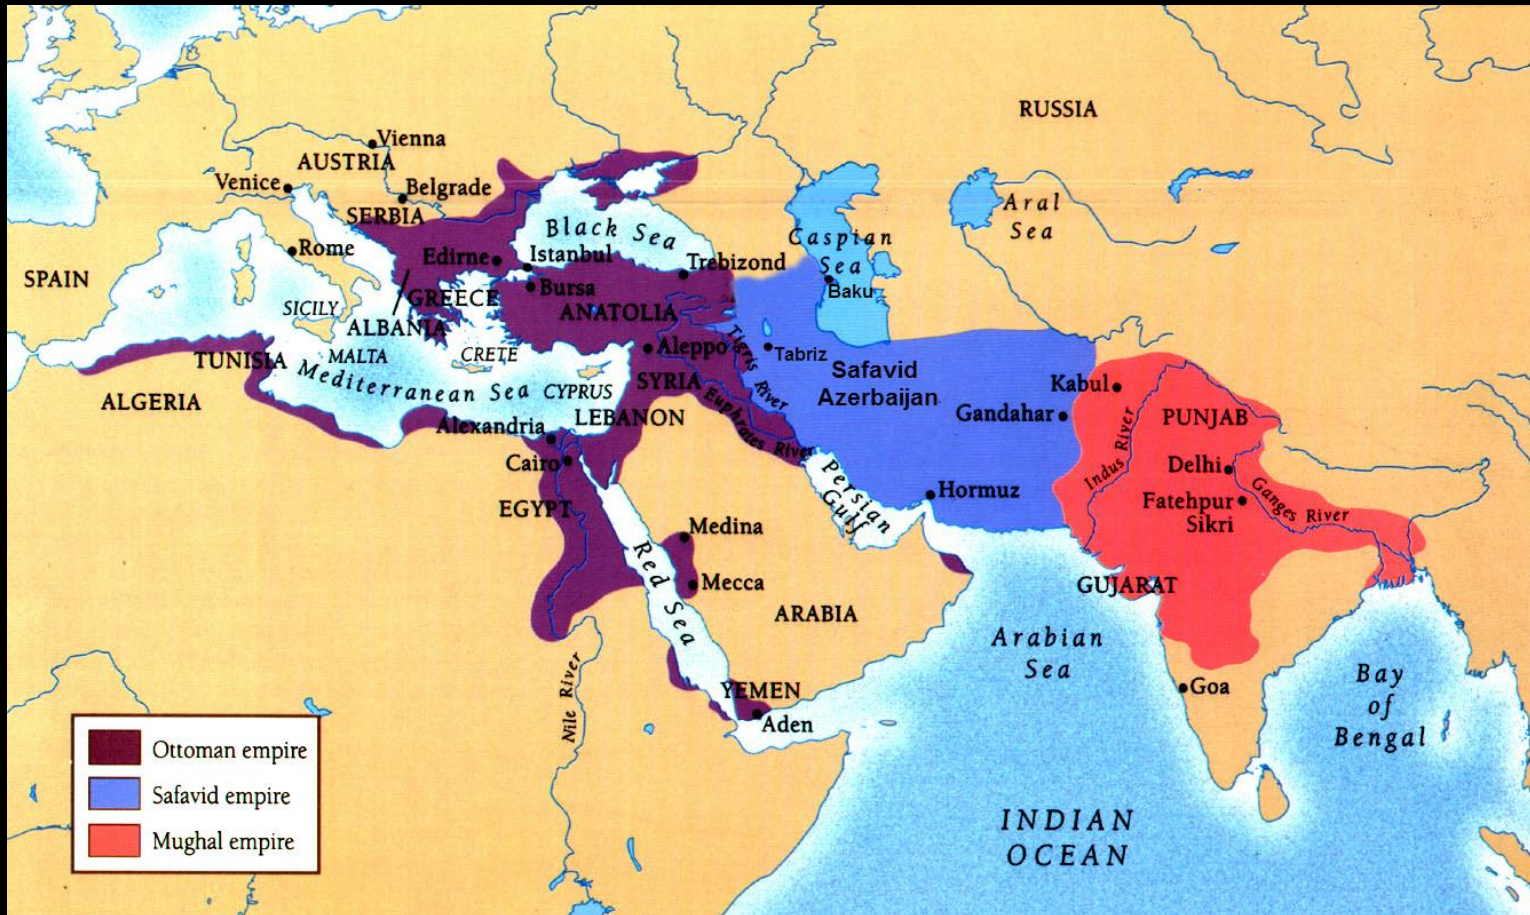 RUSSIA
Vienna
AUSTRIA
Venice
Belgrade
SERBIA
Aral
Sea
Black Sea
Caspian
Sea
Rome
Edirne
Istanbul
Trebizond
SPAIN
Bursa
Baku
GREECE
SICILY
ANATOLIA
ALBANIA
Tigris River
Aleppo
Tabriz
TUNISIA
MALTA
CRETE
Mediterranean Sea
CYPRUS
SYRIA
Safavid
Azerbaijan
Kabul
ALGERIA
LEBANON
Euphrates River
Gandahar
Indus River
PUNJAB
Alexandria
Cairo
Persian
Gulf
Delhi
Hormuz
Fatehpur
Sikri
Ganges River
EGYPT
Medina
Red Sea
Mecca
GUJARAT
ARABIA
Arabian
Sea
Nile River
YEMEN
Aden
Goa
Bay
of
Bengal
INDIAN
OCEAN
Ottoman empire
Safavid empire
Mughal empire